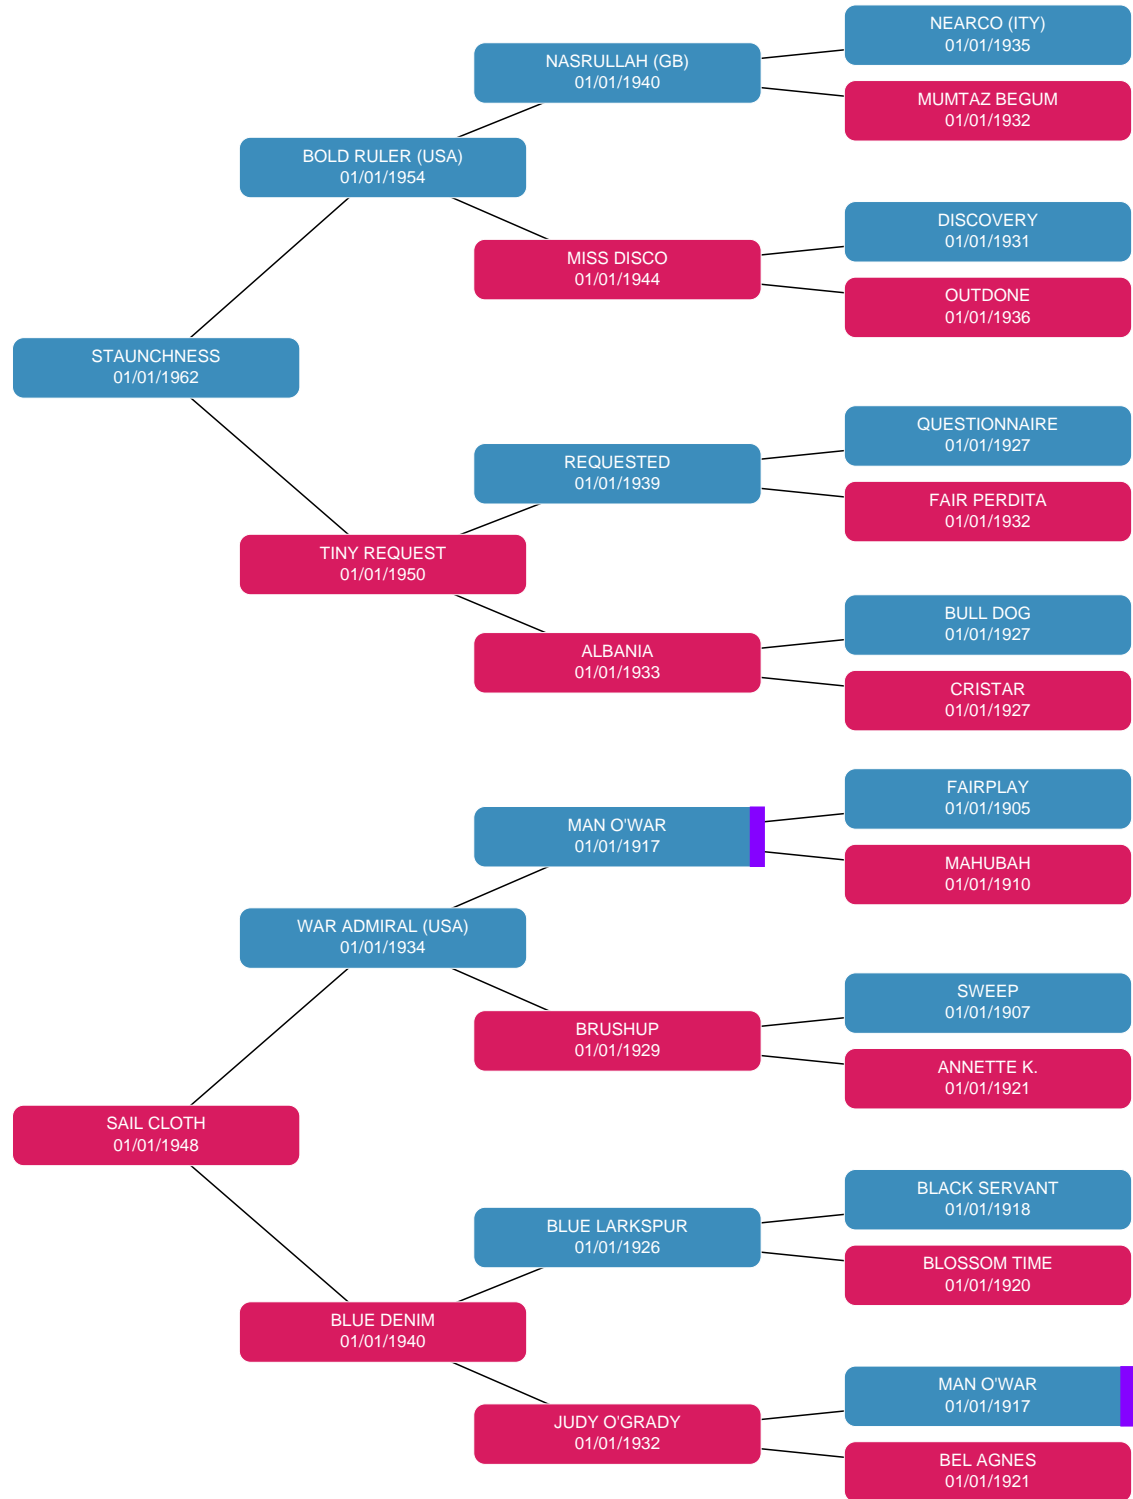 NEARCO (ITY)
01/01/1935
NASRULLAH (GB)
01/01/1940
MUMTAZ BEGUM
01/01/1932
BOLD RULER (USA)
01/01/1954
DISCOVERY
01/01/1931
MISS DISCO
01/01/1944
OUTDONE
01/01/1936
STAUNCHNESS
01/01/1962
QUESTIONNAIRE
01/01/1927
REQUESTED
01/01/1939
FAIR PERDITA
01/01/1932
TINY REQUEST
01/01/1950
BULL DOG
01/01/1927
ALBANIA
01/01/1933
CRISTAR
01/01/1927
FAIRPLAY
01/01/1905
MAN O'WAR
01/01/1917
MAHUBAH
01/01/1910
WAR ADMIRAL (USA)
01/01/1934
SWEEP
01/01/1907
BRUSHUP
01/01/1929
ANNETTE K.
01/01/1921
SAIL CLOTH
01/01/1948
BLACK SERVANT
01/01/1918
BLUE LARKSPUR
01/01/1926
BLOSSOM TIME
01/01/1920
BLUE DENIM
01/01/1940
MAN O'WAR
01/01/1917
JUDY O'GRADY
01/01/1932
BEL AGNES
01/01/1921